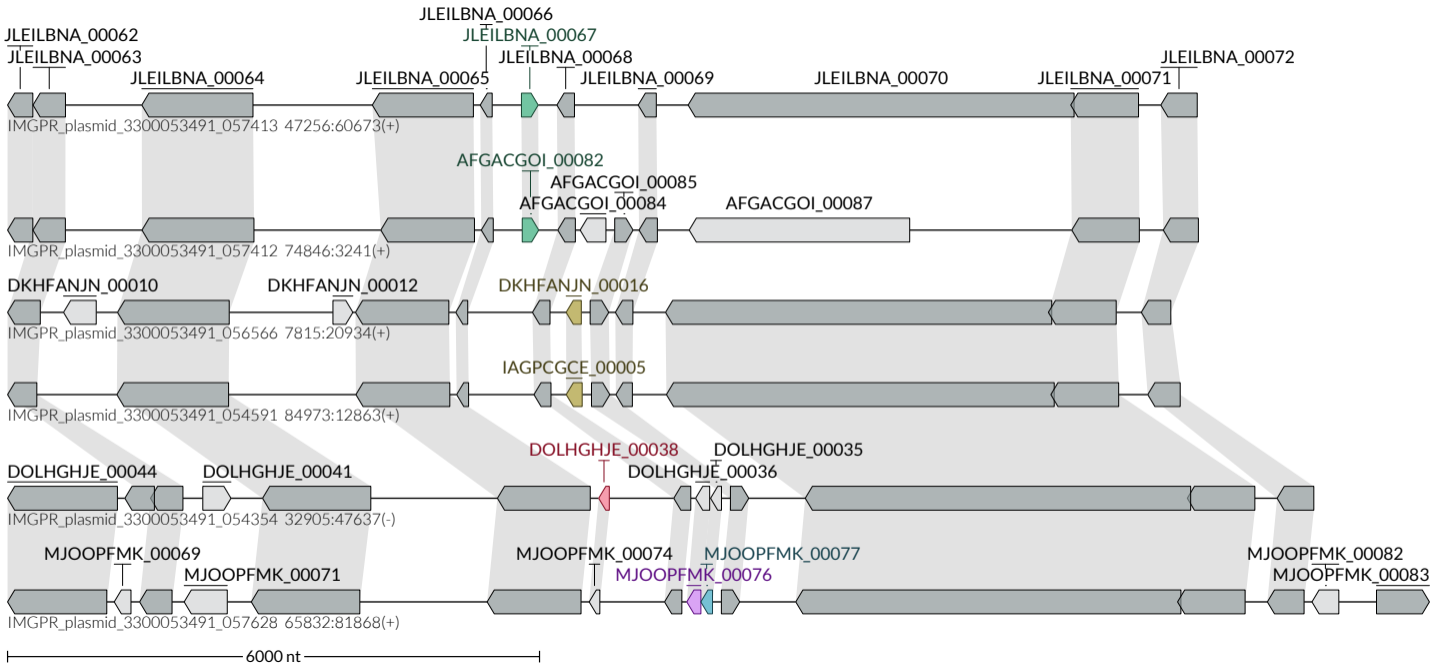 JLEILBNA_00066
JLEILBNA_00062 JLEILBNA_00067
JLEILBNA_00063 JLEILBNA_00068 JLEILBNA_00072
JLEILBNA_00064 JLEILBNA_00065 JLEILBNA_00069 JLEILBNA_00070 JLEILBNA_00071
IMGPR_plasmid_3300053491_057413 47256:60673(+)
AFGACGOI_00082
AFGACGOI_00085
AFGACGOI_00084 AFGACGOI_00087
IMGPR_plasmid_3300053491_057412 74846:3241(+)
DKHFANJN_00010 DKHFANJN_00012 DKHFANJN_00016
IMGPR_plasmid_3300053491_056566 7815:20934(+)
IAGPCGCE_00005
IMGPR_plasmid_3300053491_054591 84973:12863(+)
DOLHGHJE_00038 DOLHGHJE_00035
DOLHGHJE_00044 DOLHGHJE_00041 DOLHGHJE_00036
IMGPR_plasmid_3300053491_054354 32905:47637(-)
MJOOPFMK_00069 MJOOPFMK_00074 MJOOPFMK_00077 MJOOPFMK_00082
MJOOPFMK_00071 MJOOPFMK_00076 MJOOPFMK_00083
IMGPR_plasmid_3300053491_057628 65832:81868(+)
6000 nt